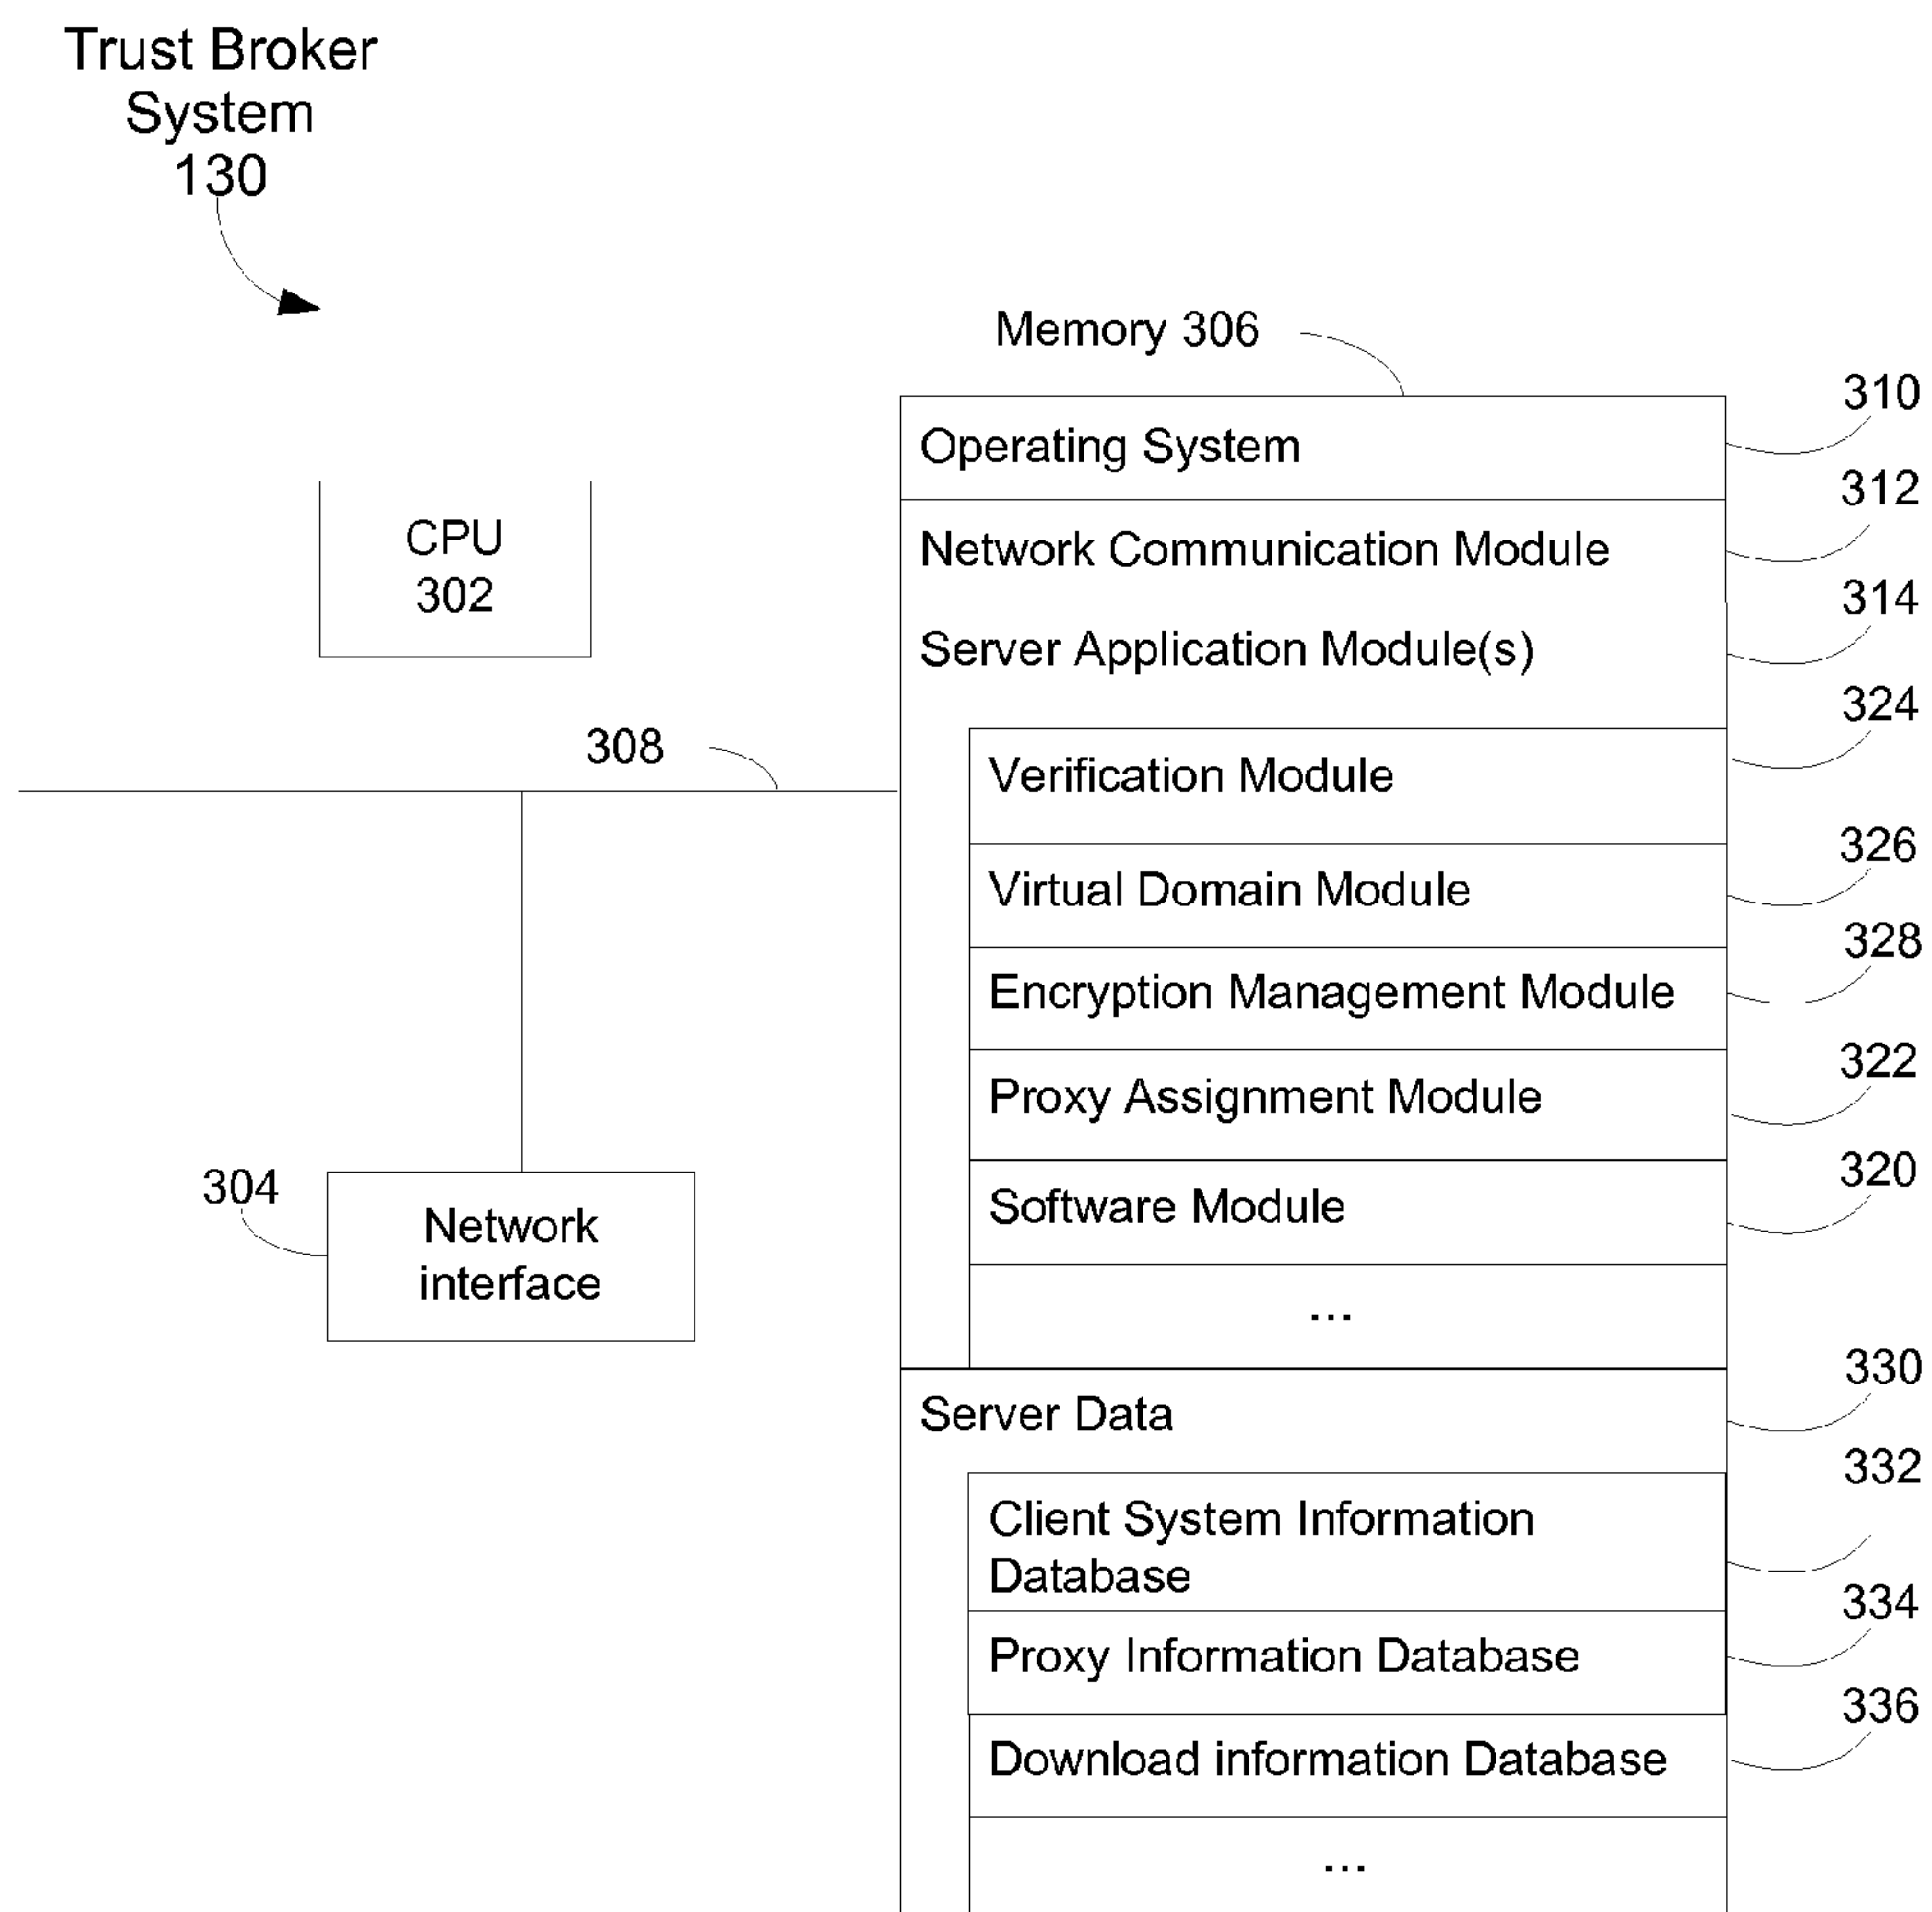 Trust Broker
System
130
Memory 306
310
Operating System
312
Network Communication Module
CPU
302
314
Server Application Module(s)
324
308
Verification Module
326
Virtual Domain Module
328
Encryption Management Module
322
Proxy Assignment Module
320
304
Software Module
Network
interface
...
330
Server Data
332
Client System Information
Database
334
Proxy Information Database
336
Download information Database
...